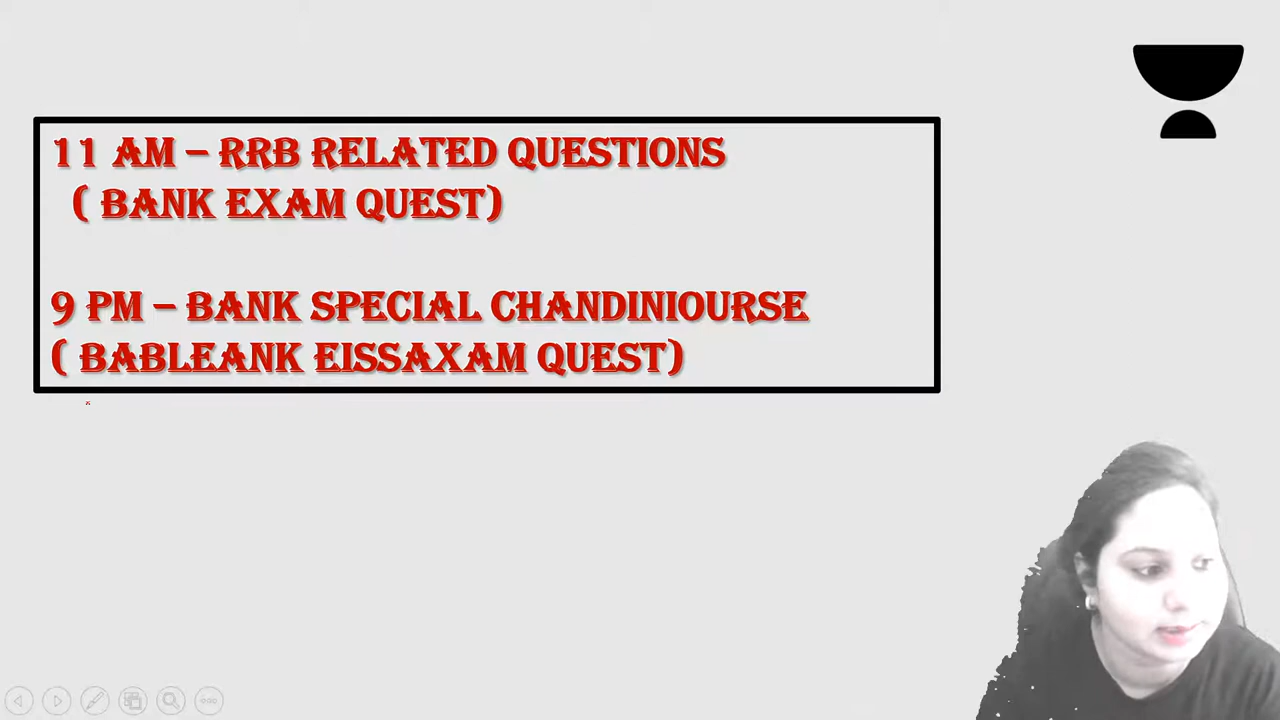 11 AM – RRB RELATED QUESTIONS
( BANK EXAM QUEST)
9 PM – BANK SPECIAL CHANDINIOURSE
( BABLEANK EISSAXAM QUEST)